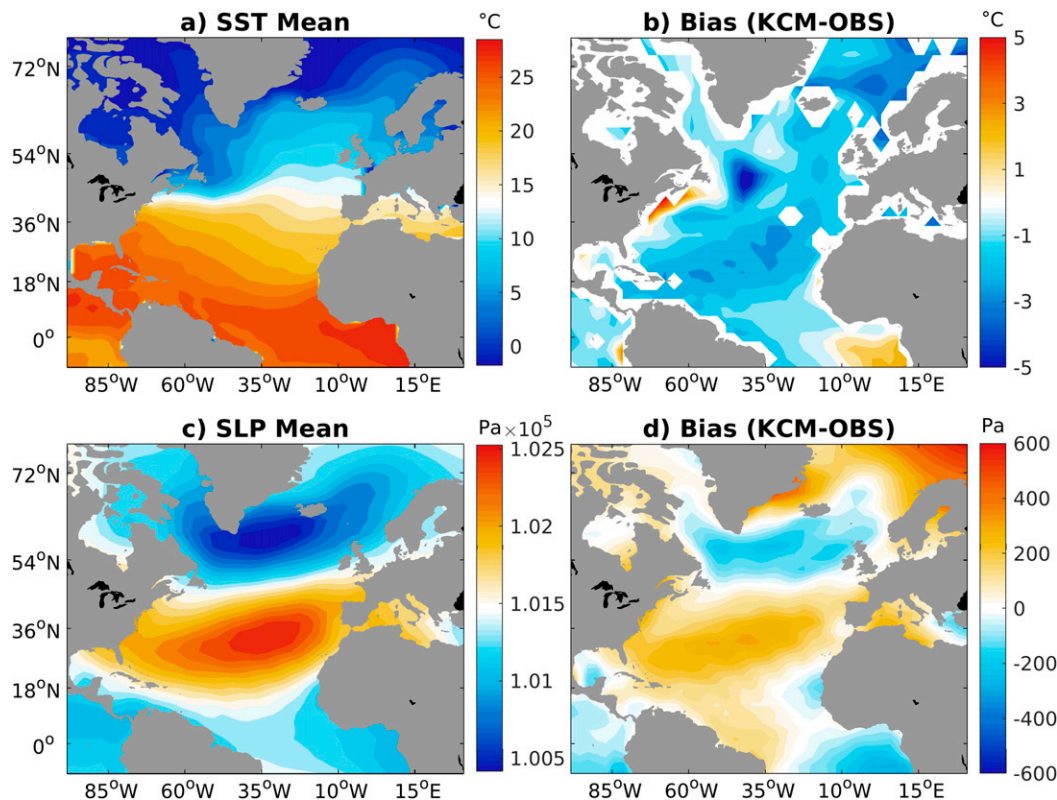 a) SST Mean °C
b) Bias (KCM-OBS) °C
72°N 54°N 36°N 18°N 0°
85°W 60°W 35°W 10°W 15°E
25 20 15 10 5 0
85°W 60°W 35°W 10°W 15°E
5 3 1 -1 -3 -5
c) SLP Mean Pa×10⁵
d) Bias (KCM-OBS) Pa
72°N 54°N 36°N 18°N 0°
85°W 60°W 35°W 10°W 15°E
1.025 1.02 1.015 1.01 1.005
85°W 60°W 35°W 10°W 15°E
600 400 200 0 -200 -400 -600